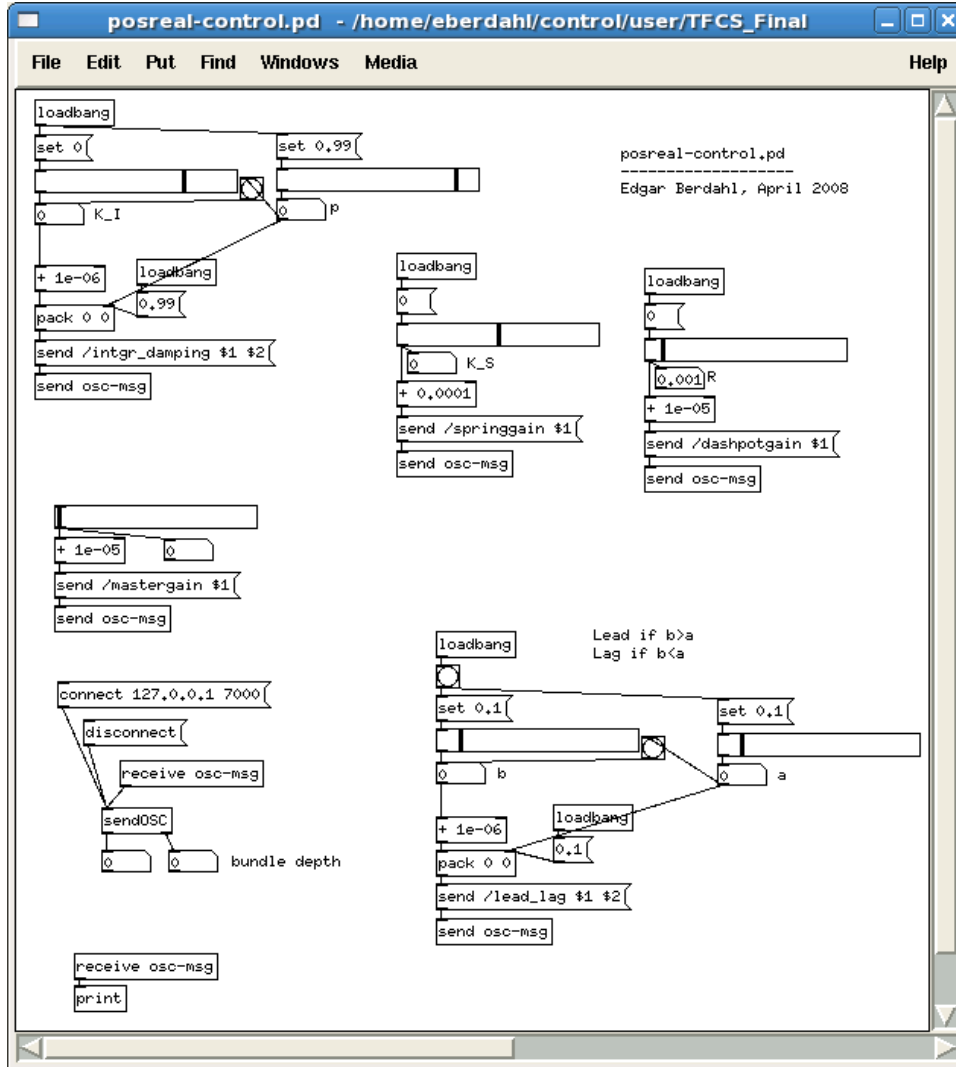 posreal-control.pd - /home/eberdahl/control/user/TFCS_Final
File Edit Put Find Windows Media Help
loadbang
set 0
set 0.99
0
K_I
0
p
+ 1e-06
loadbang
0.99
pack 0 0
send /intgr_damping $1 $2
send osc-msg
posreal-control.pd
-------------------
Edgar Berdahl, April 2008
loadbang
0
0
K_S
+ 0.0001
send /springgain $1
send osc-msg
loadbang
0
0.001
R
+ 1e-05
send /dashpotgain $1
send osc-msg
+ 1e-05
0
send /mastergain $1
send osc-msg
connect 127.0.0.1 7000
disconnect
receive osc-msg
sendOSC
0
0
bundle depth
receive osc-msg
print
Lead if b>a
Lag if b<a
loadbang
set 0.1
set 0.1
0
b
0
a
+ 1e-06
loadbang
0.1
pack 0 0
send /lead_lag $1 $2
send osc-msg